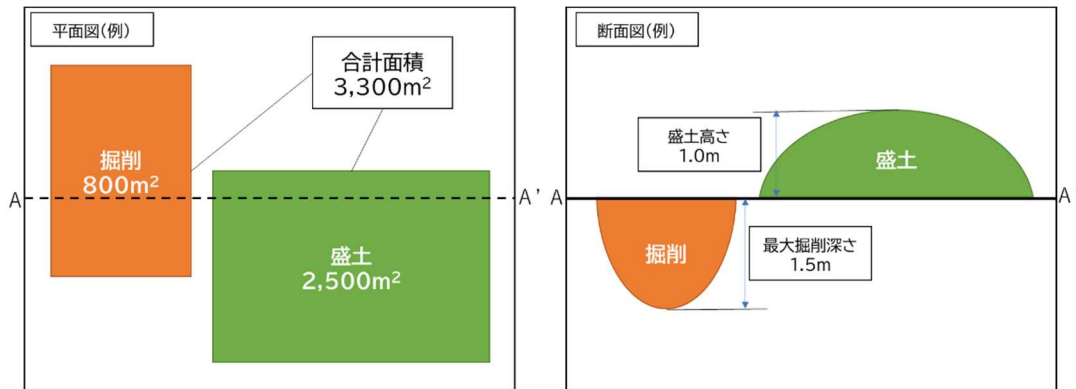 平面図(例)
合計面積
3,300m²
掘削
800m²
A
A'
盛土
2,500m²
断面図(例)
盛土高さ
1.0m
盛土
A
A
掘削
最大掘削深さ
1.5m